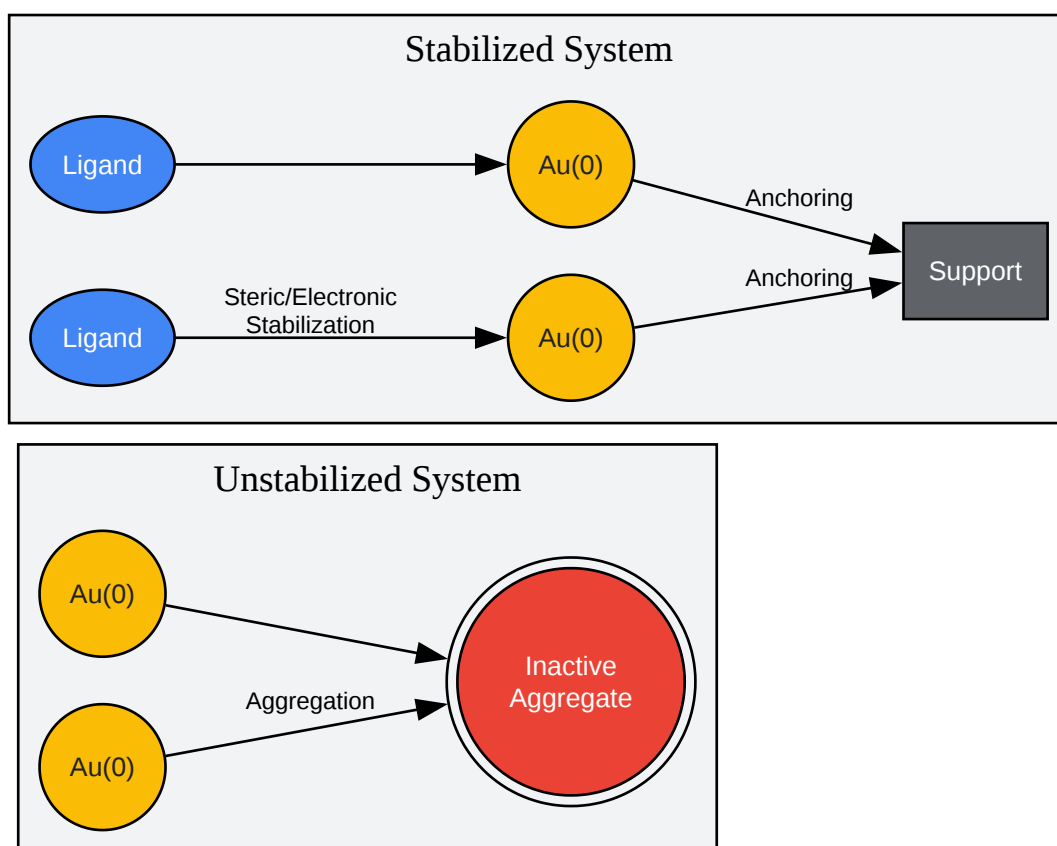 Stabilized System
Ligand
Au(0)
Anchoring
Support
Ligand
Steric/Electronic
Stabilization
Au(0)
Anchoring
Unstabilized System
Au(0)
Au(0)
Aggregation
Inactive
Aggregate